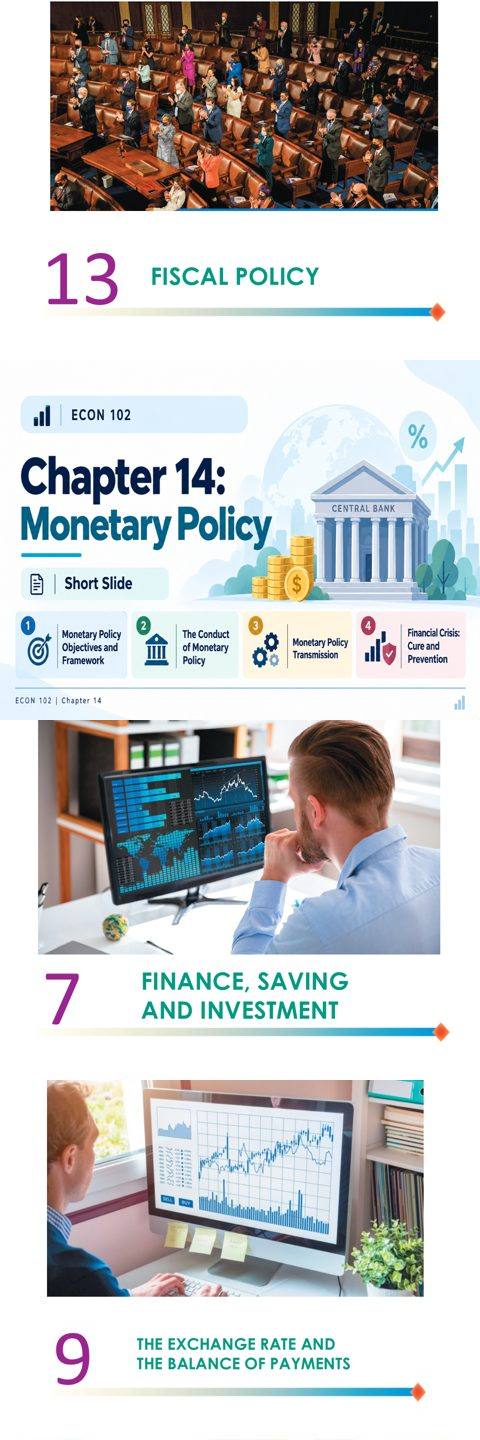 13
FISCAL POLICY
ECON 102
Chapter 14:
Monetary Policy
Short Slide
CENTRAL BANK
%
$
1
Monetary Policy
Objectives and
Framework
2
The Conduct
of Monetary
Policy
3
Monetary Policy
Transmission
4
Financial Crisis:
Cure and
Prevention
ECON 102 | Chapter 14
7
FINANCE, SAVING
AND INVESTMENT
SELL
BUY
9
THE EXCHANGE RATE AND
THE BALANCE OF PAYMENTS